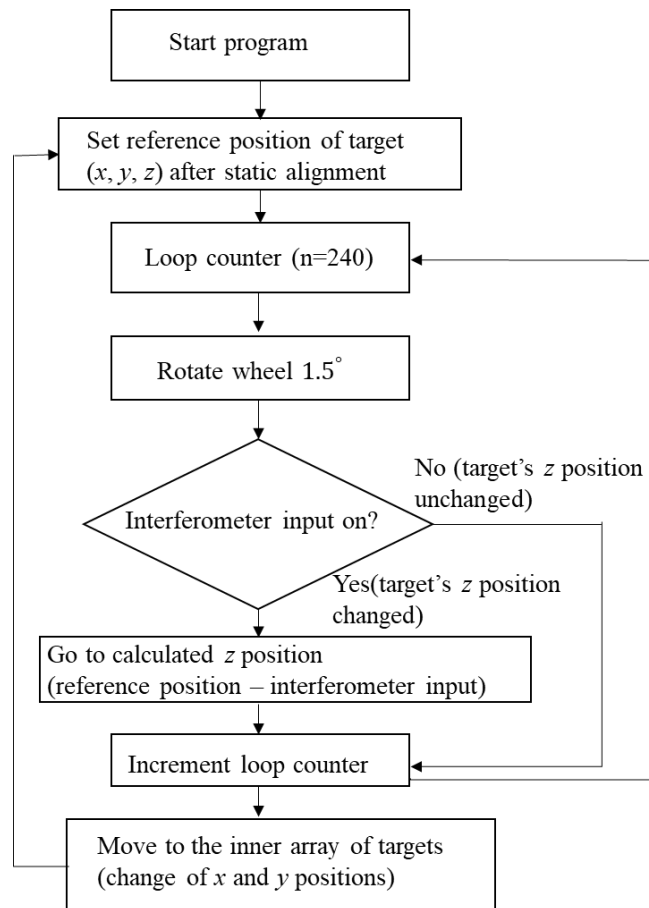 Start program
Set reference position of target
(x, y, z) after static alignment
Loop counter (n=240)
Rotate wheel 1.5°
No (target's z position
unchanged)
Interferometer input on?
Yes(target's z position
changed)
Go to calculated z position
(reference position – interferometer input)
Increment loop counter
Move to the inner array of targets
(change of x and y positions)